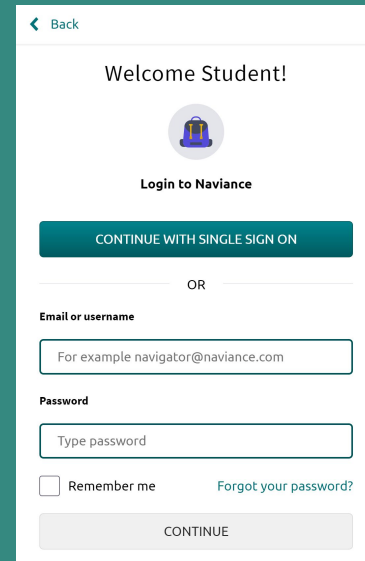 Back
Welcome Student!
Login to Naviance
CONTINUE WITH SINGLE SIGN ON
OR
Email or username
For example navigator@naviance.com
Password
Type password
Remember me Forgot your password?
CONTINUE